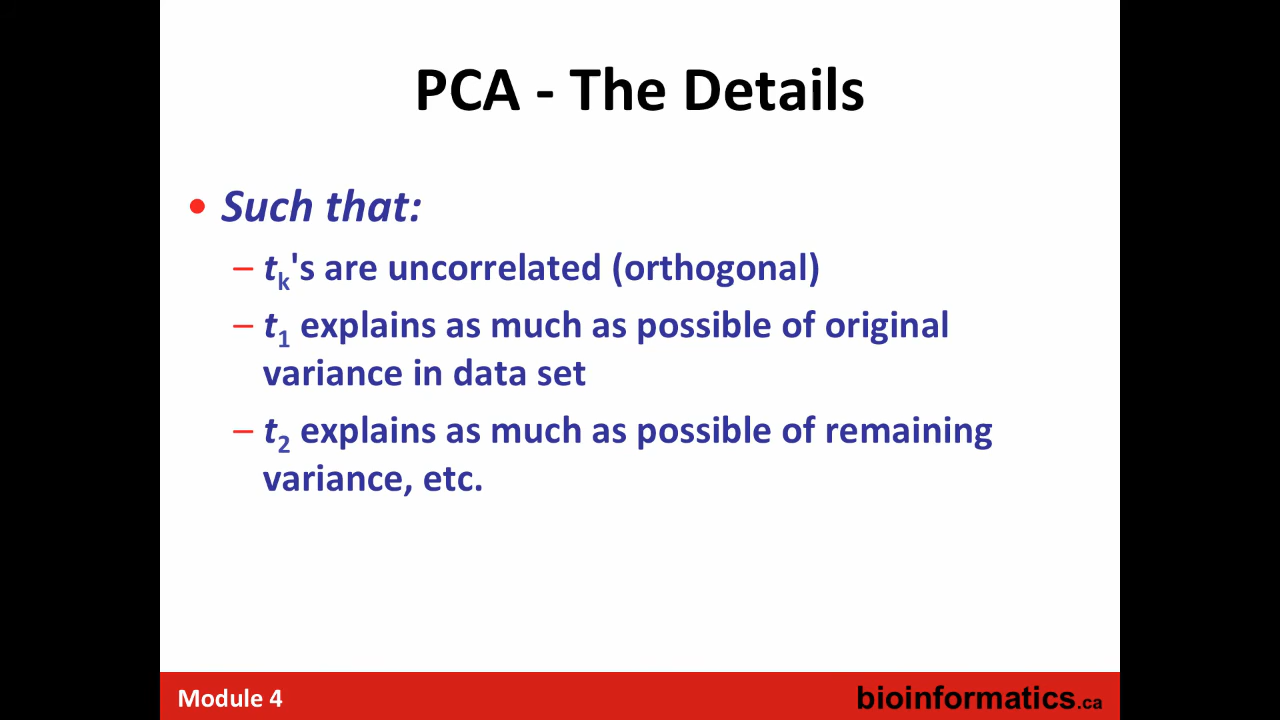 PCA - The Details
• Such that:
– tk's are uncorrelated (orthogonal)
– t1 explains as much as possible of original
variance in data set
– t2 explains as much as possible of remaining
variance, etc.
Module 4
bioinformatics.ca